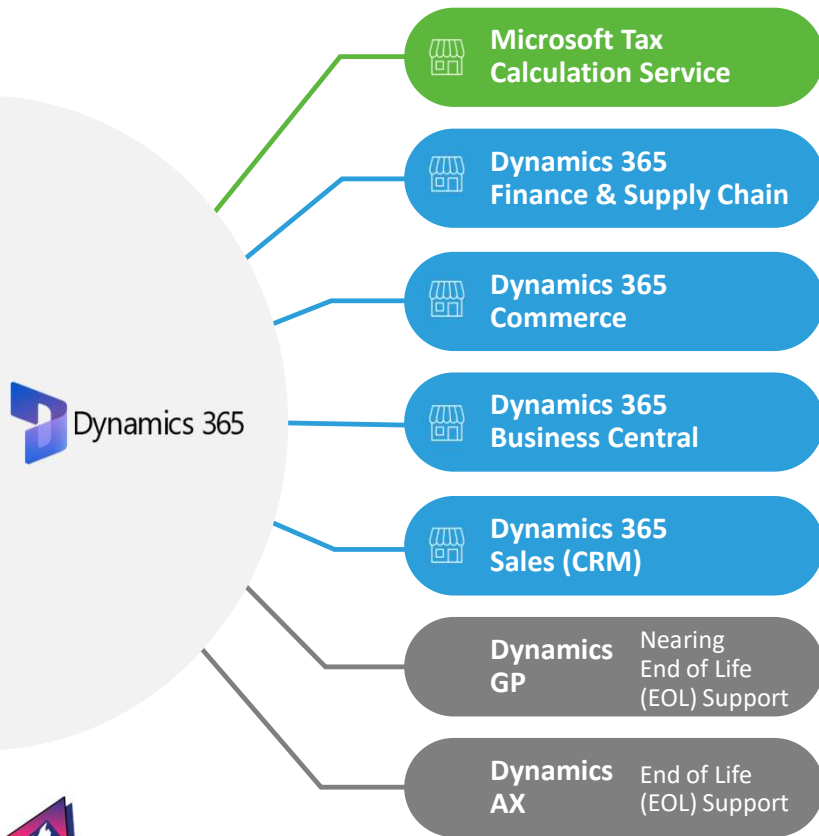 Microsoft Tax
Calculation Service
Dynamics 365
Finance & Supply Chain
Dynamics 365
Commerce
Dynamics 365
Dynamics 365
Business Central
Dynamics 365
Sales (CRM)
Dynamics
GP
Nearing
End of Life
(EOL) Support
Dynamics
AX
End of Life
(EOL) Support